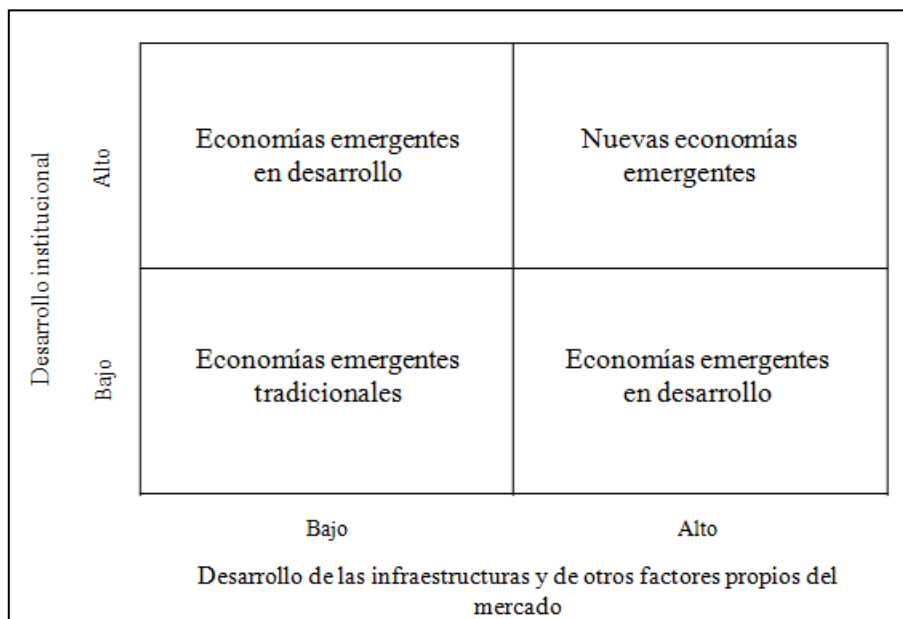 Desarrollo institucional
Alto
Bajo
Economías emergentes
en desarrollo
Nuevas economías
emergentes
Economías emergentes
tradicionales
Economías emergentes
en desarrollo
Bajo
Alto
Desarrollo de las infraestructuras y de otros factores propios del
mercado